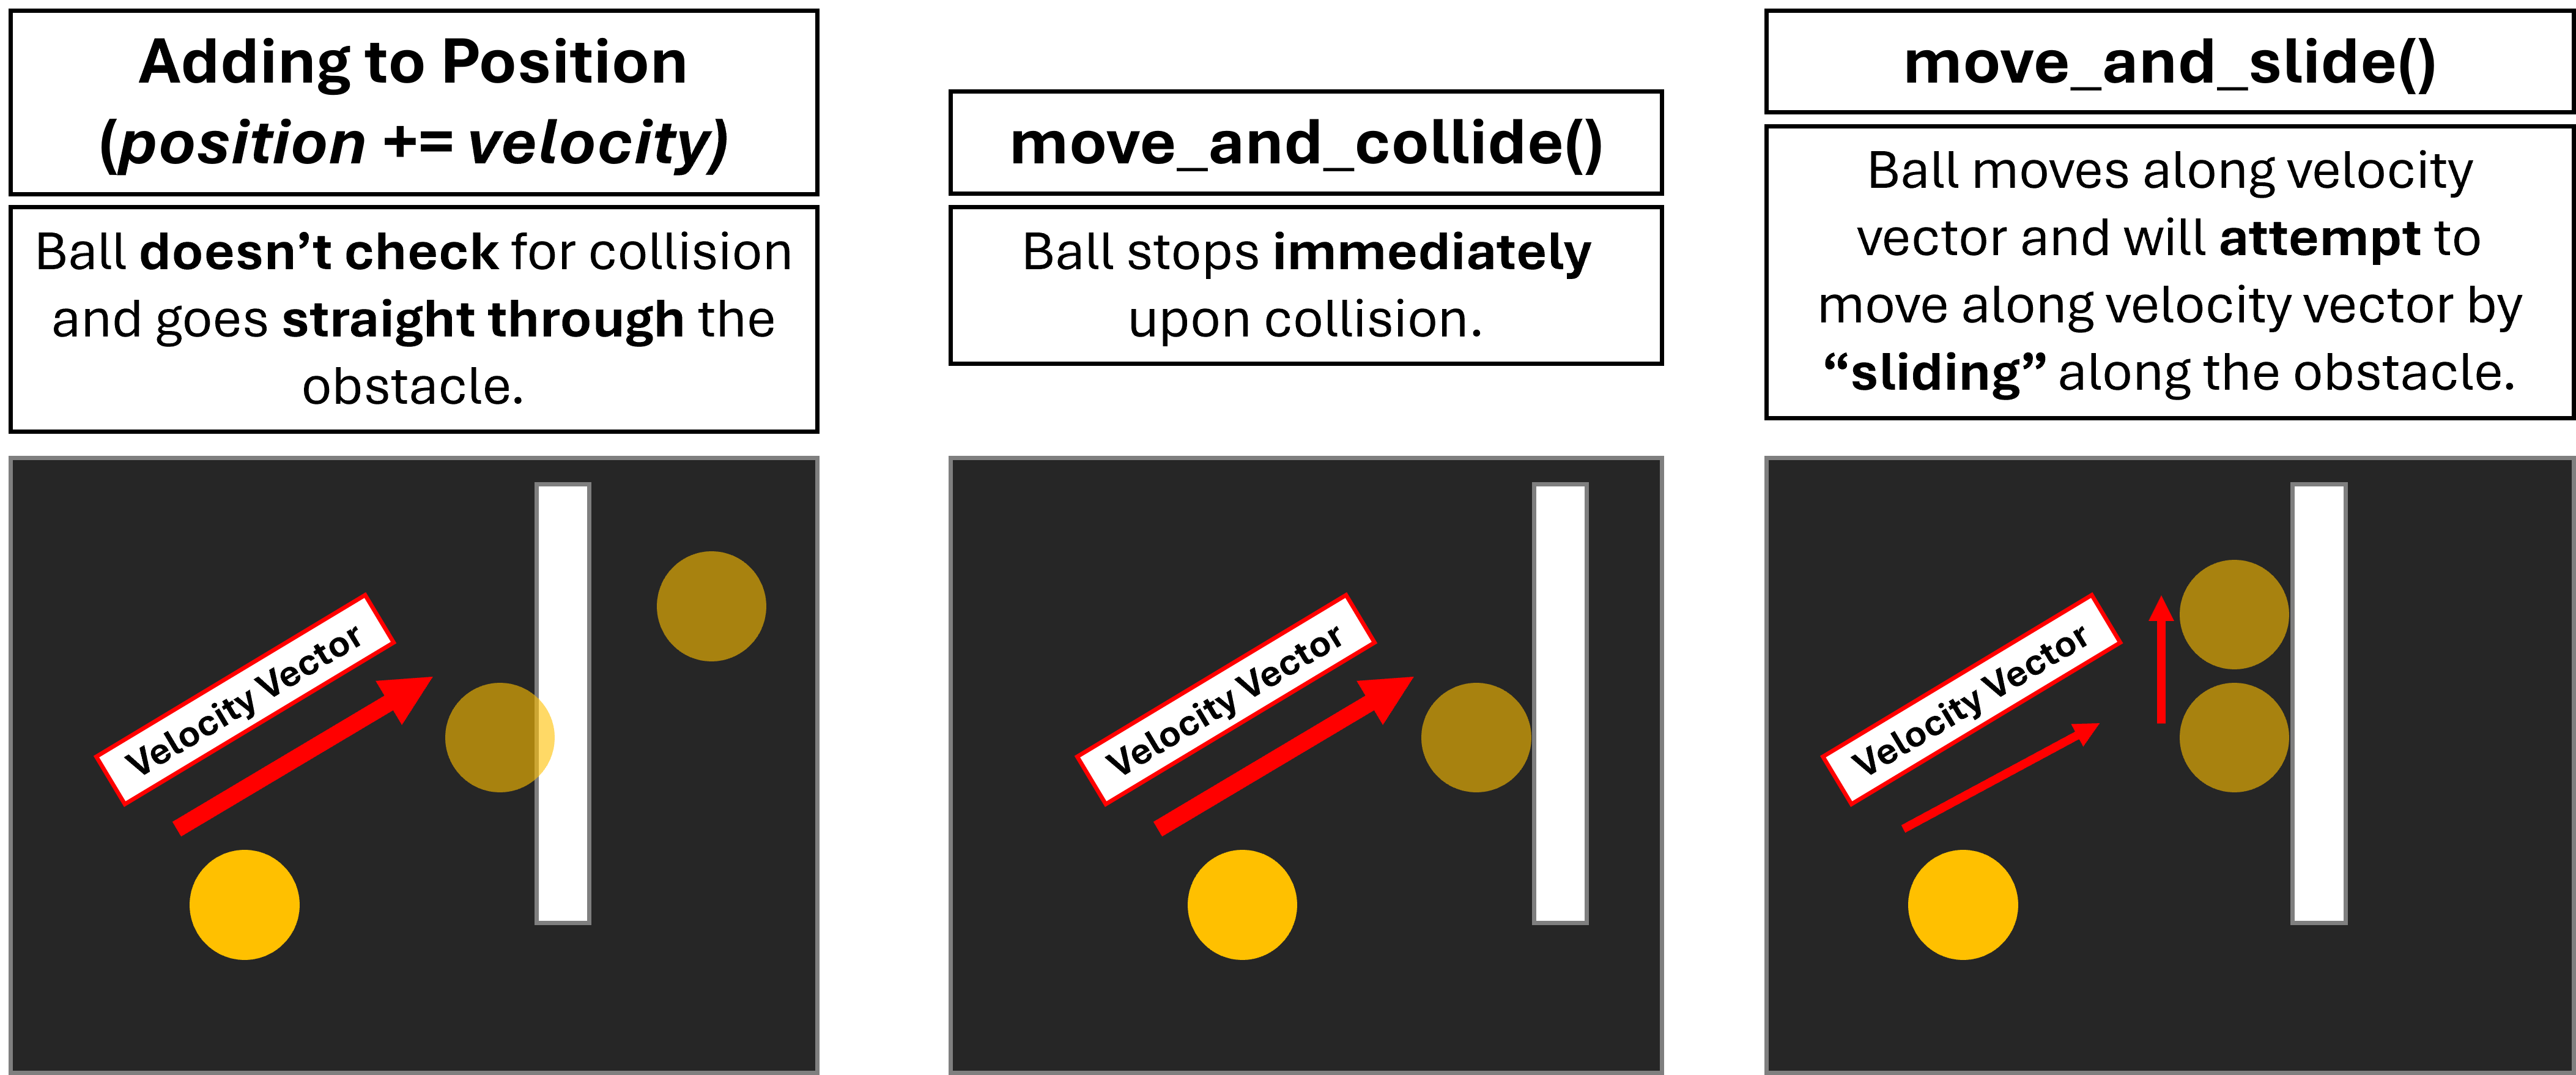 Adding to Position
(position += velocity)
Ball doesn’t check for collision
and goes straight through the
obstacle.
Velocity Vector
move_and_collide()
Ball stops immediately
upon collision.
Velocity Vector
move_and_slide()
Ball moves along velocity
vector and will attempt to
move along velocity vector by
“sliding” along the obstacle.
Velocity Vector